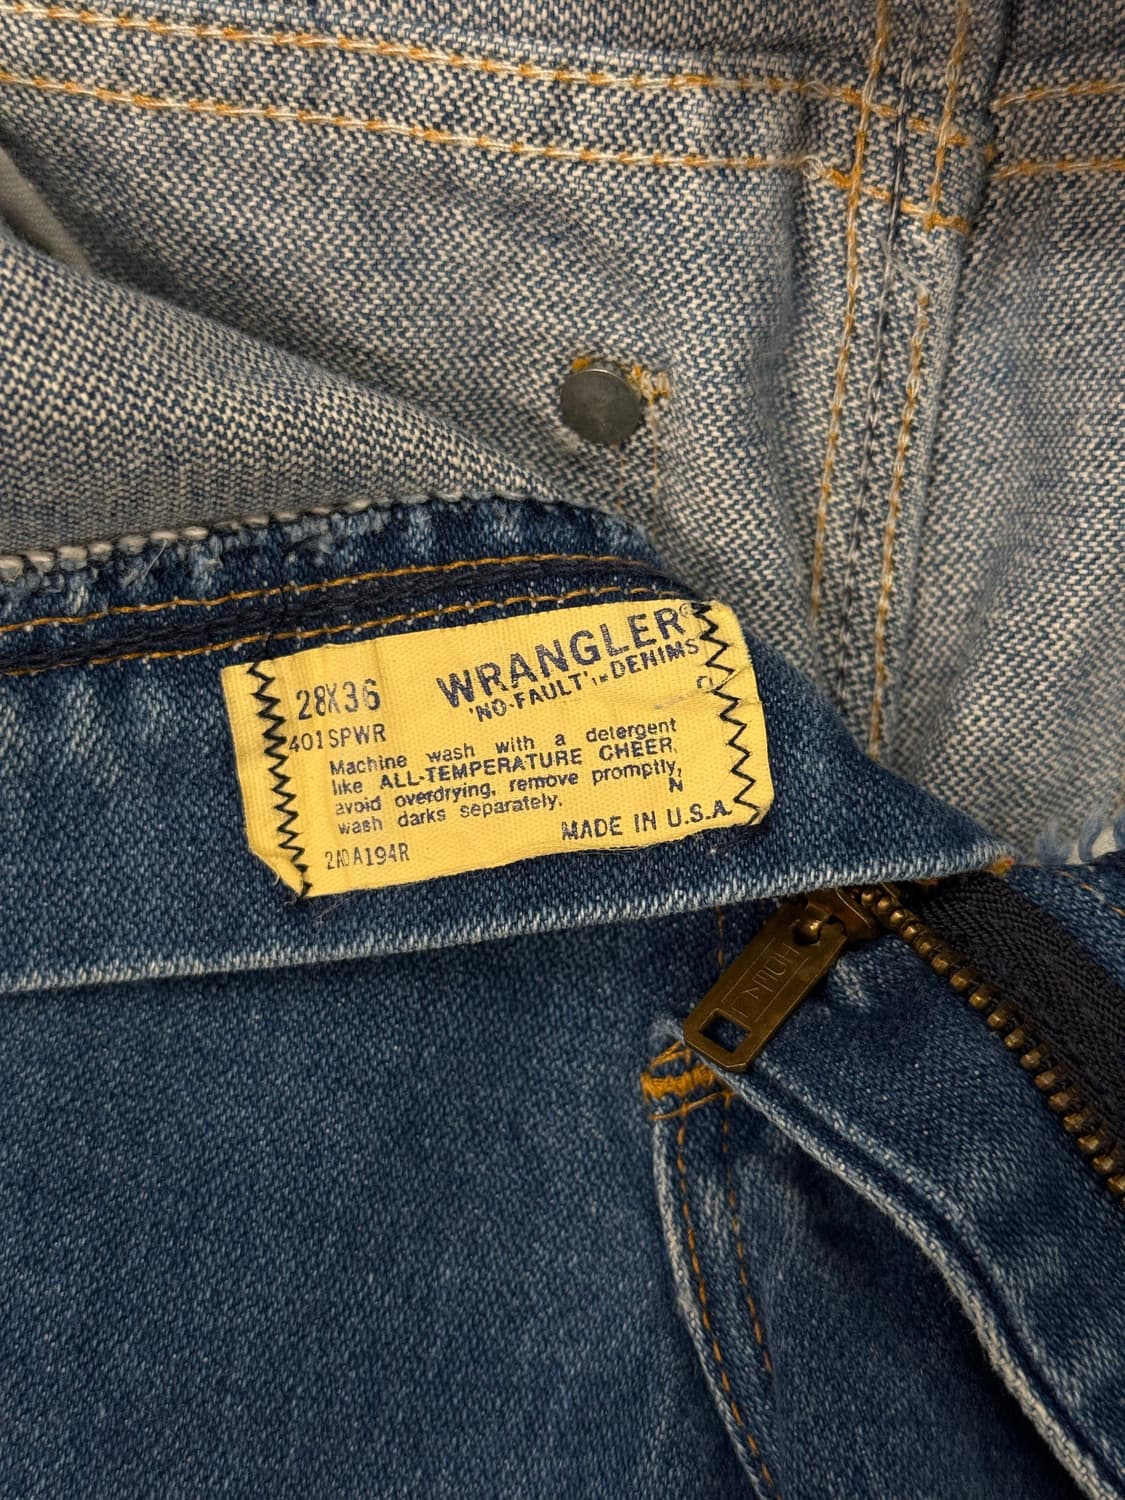 WRANGLER®
'NO-FAULT'™ DENIMS
28X36
401SPWR
Machine wash with a detergent
like ALL-TEMPERATURE CHEER,
avoid overdrying, remove promptly,
wash darks separately.
N
MADE IN U.S.A.
A194R